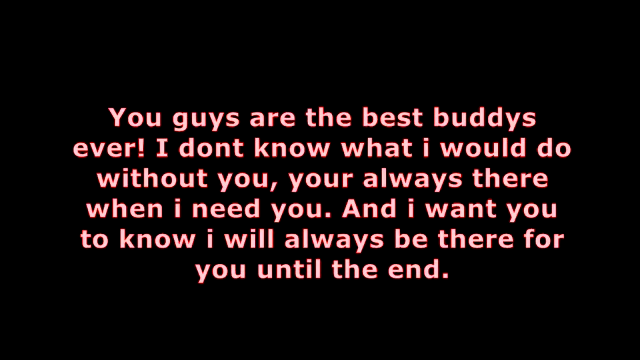 You guys are the best buddys
ever! I dont know what i would do
without you, your always there
when i need you. And i want you
to know i will always be there for
you until the end.